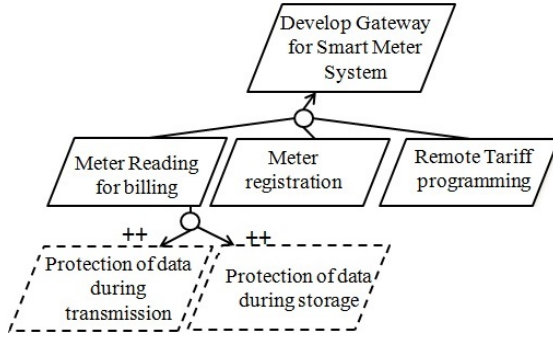 Develop Gateway
for Smart Meter
System
Meter Reading
for billing
Meter
registration
Remote Tariff
programming
++
++
Protection of data
during
transmission
Protection of data
during storage